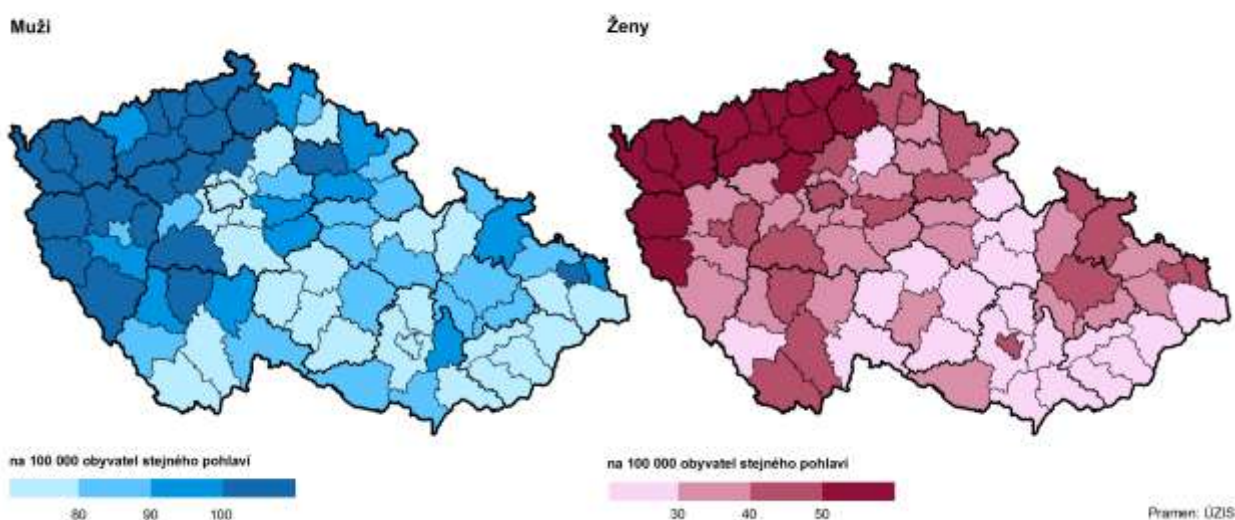 Muži
Ženy
na 100 000 obyvatel stejného pohlaví
80 90 100
na 100 000 obyvatel stejného pohlaví
30 40 50
Pramen: ÚZIS